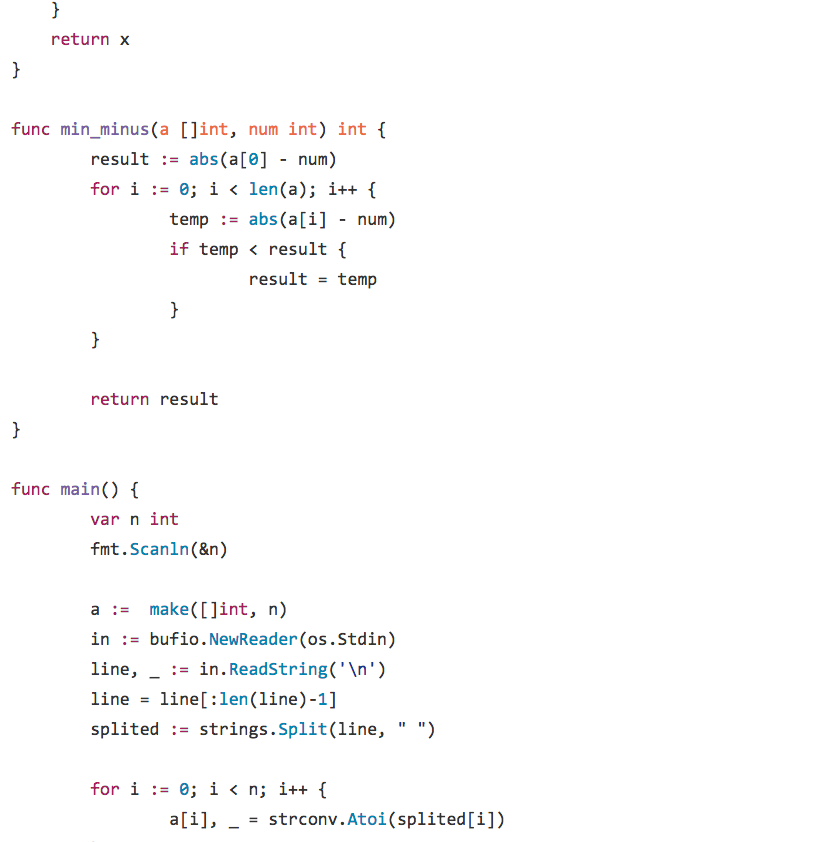 }
    return x
}

func min_minus(a []int, num int) int {
        result := abs(a[0] - num)
        for i := 0; i < len(a); i++ {
                temp := abs(a[i] - num)
                if temp < result {
                        result = temp
                }
        }

        return result
}

func main() {
        var n int
        fmt.Scanln(&n)

        a :=  make([]int, n)
        in := bufio.NewReader(os.Stdin)
        line, _ := in.ReadString('\n')
        line = line[:len(line)-1]
        splited := strings.Split(line, " ")

        for i := 0; i < n; i++ {
                a[i], _ = strconv.Atoi(splited[i])